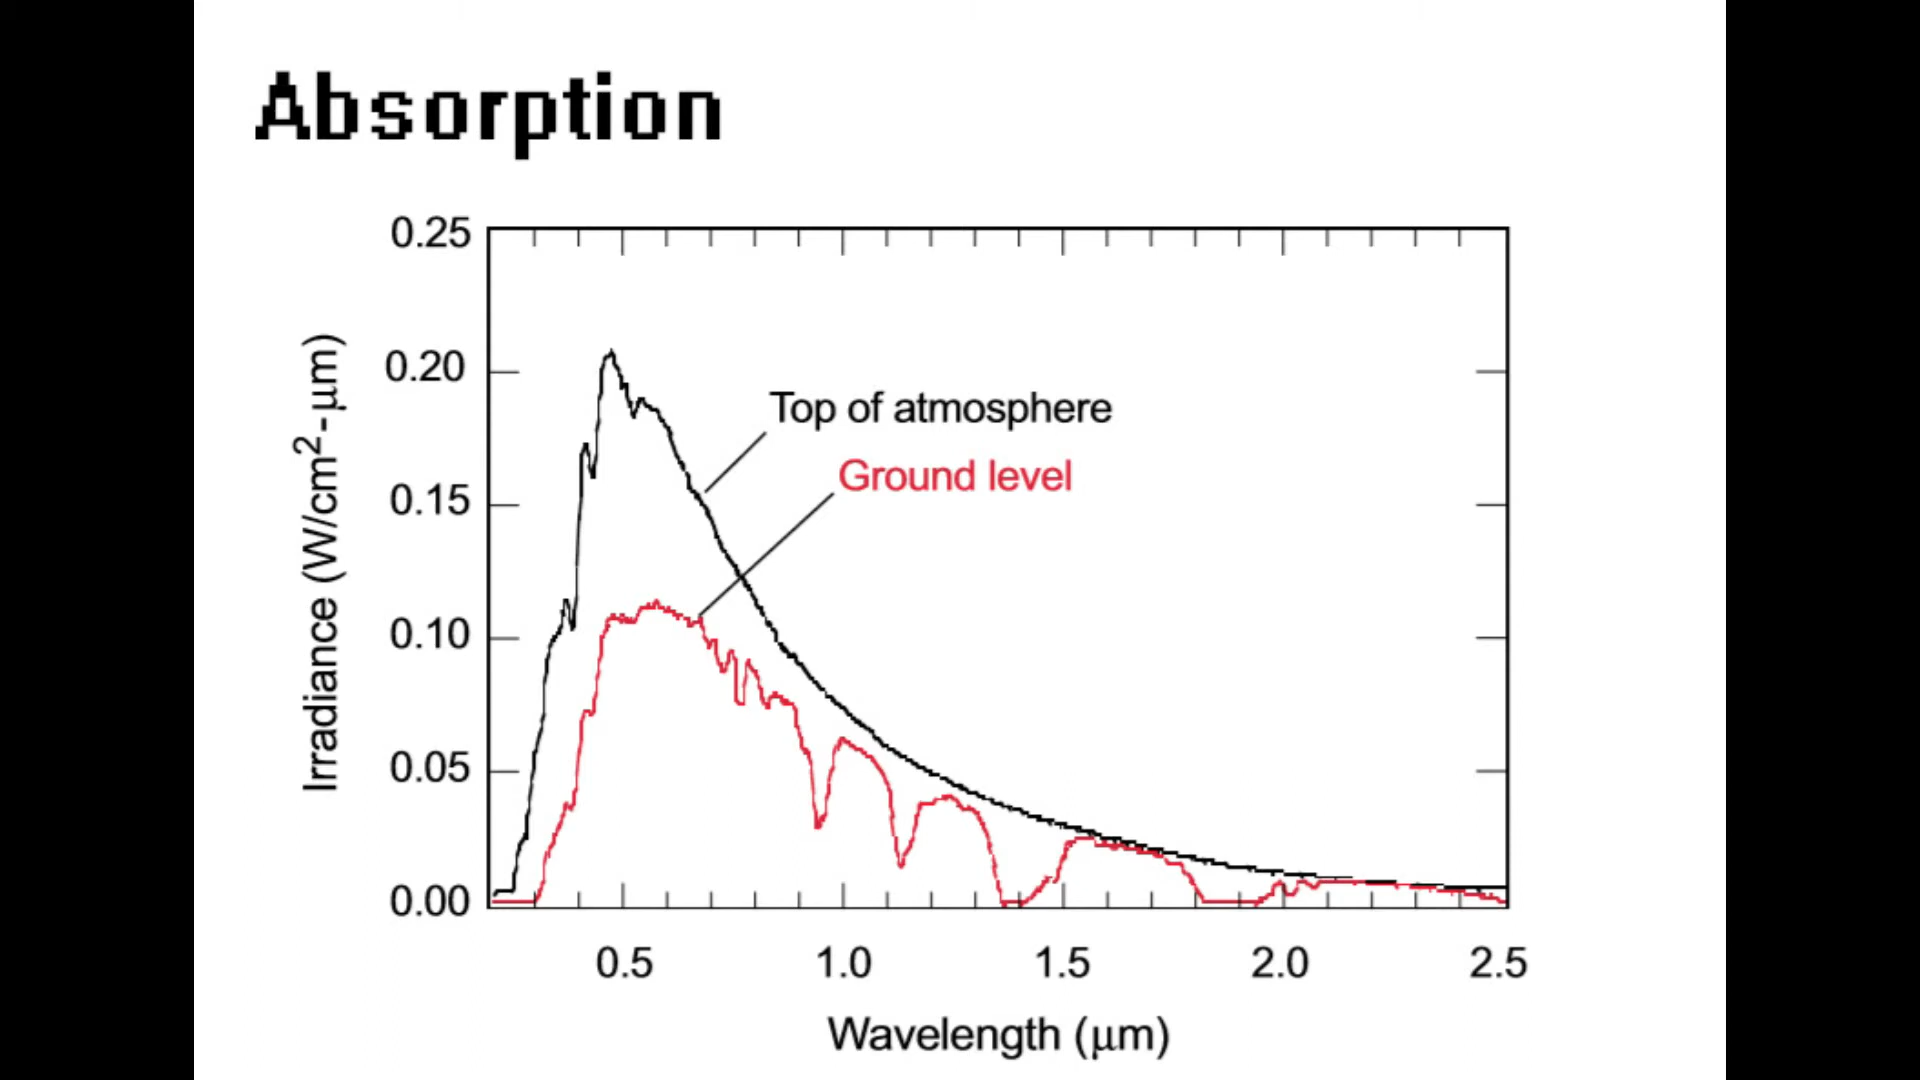 Absorption
0.25
0.20
0.15
0.10
0.05
0.00
Irradiance (W/cm²-μm)
Top of atmosphere
Ground level
0.5 1.0 1.5 2.0 2.5
Wavelength (μm)